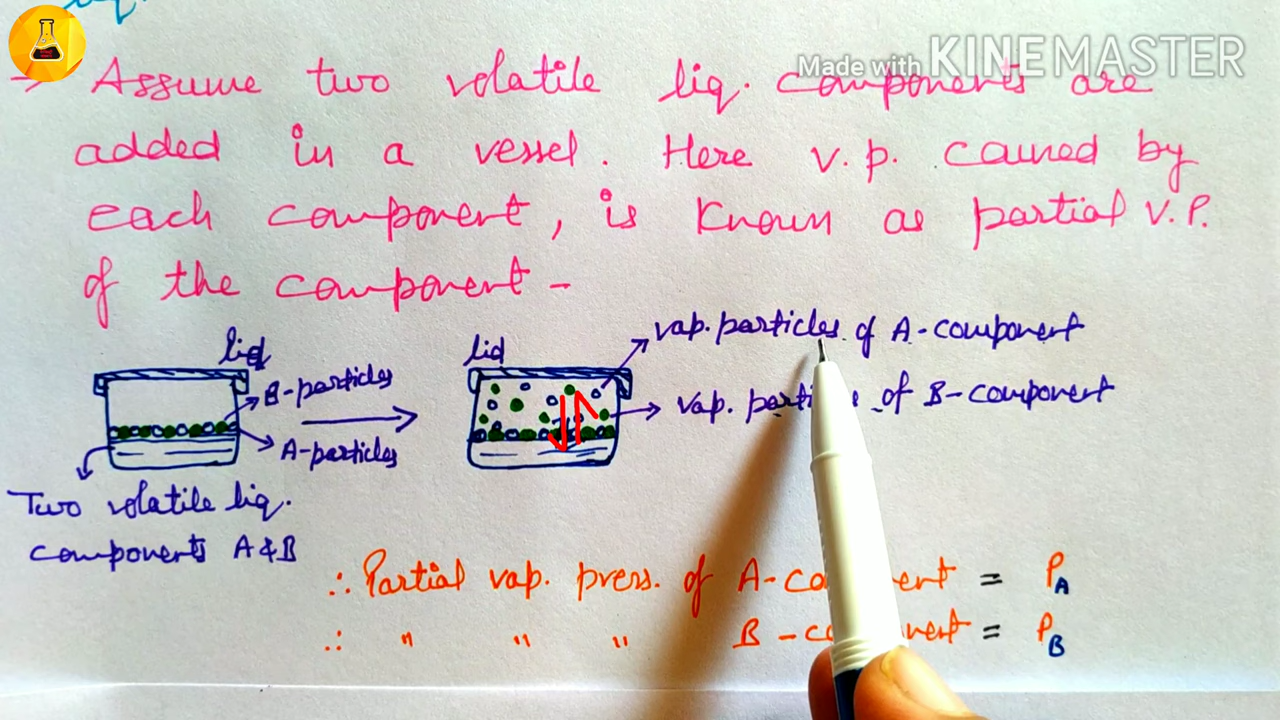 liq.
Made with KINEMASTER
→ Assume two volatile liq. components are
added in a vessel. Here v.p. caused by
each component, is known as partial V.P.
of the component -
lid
B-particles
A-particles
Two volatile liq.
components A & B
lid
vap. particles of A-component
vap. of B-component
∴ Partial vap. press. of A- = PA
∴ " " " B- = PB